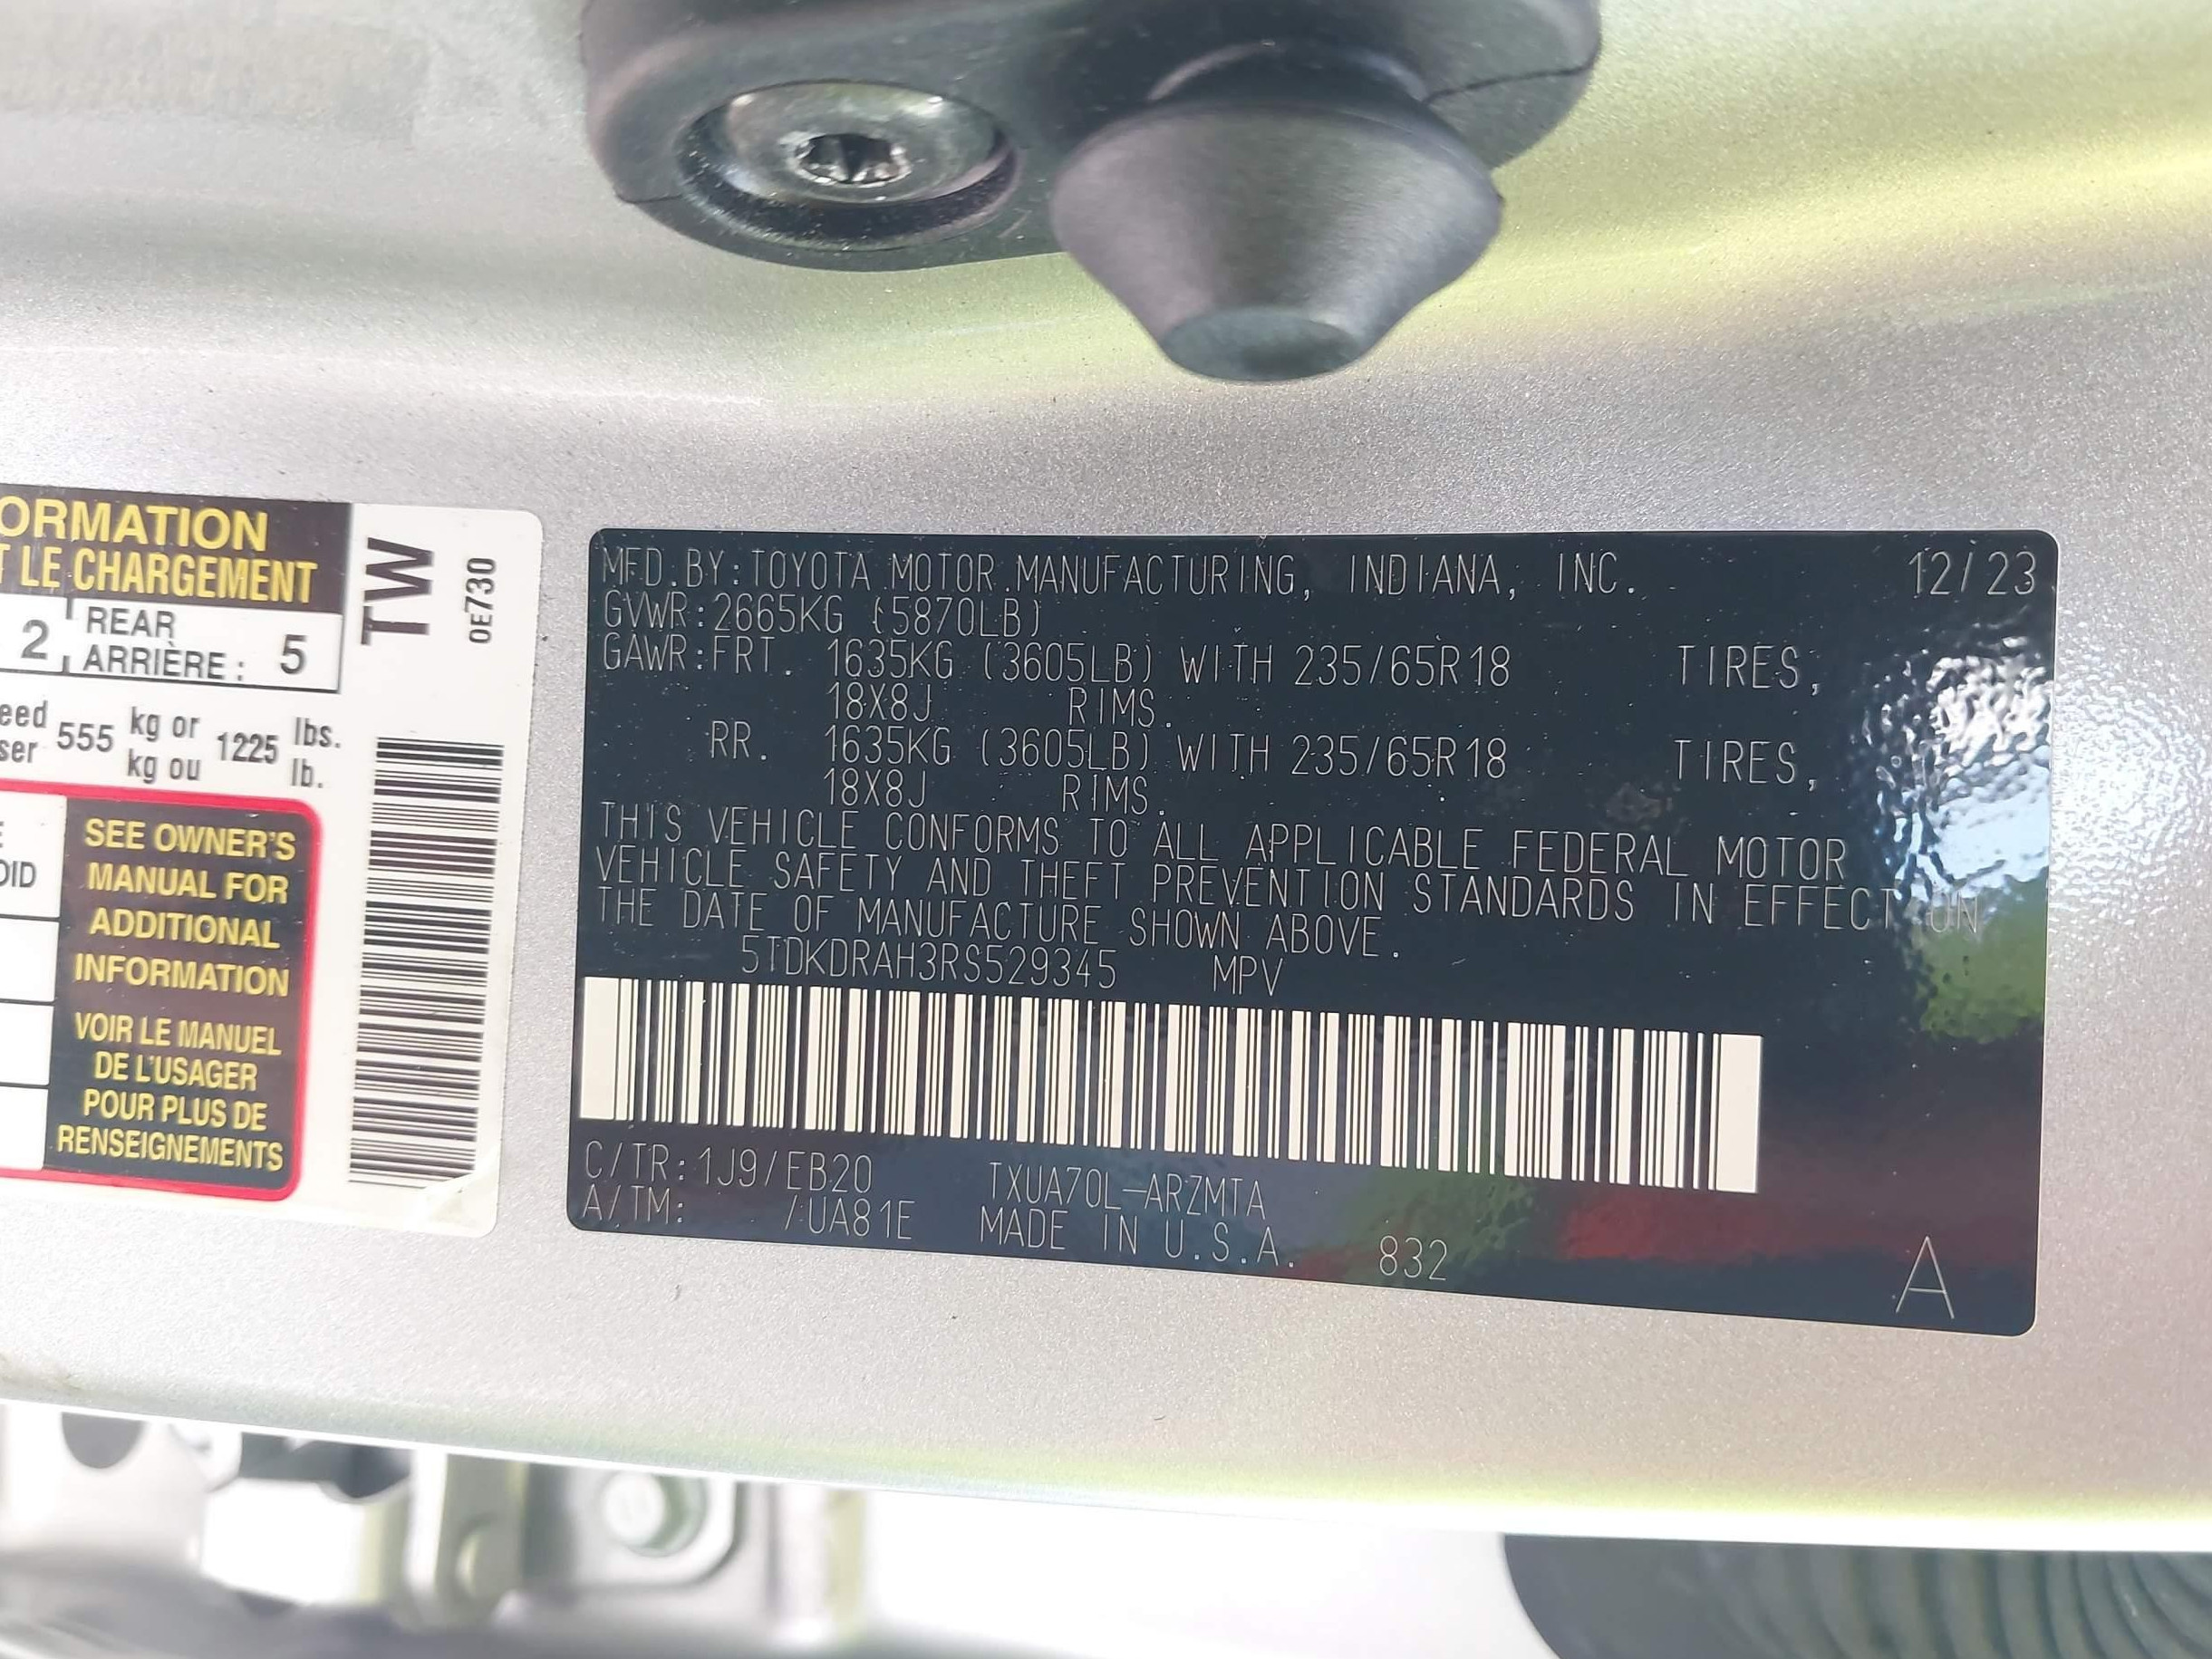 ORMATION
T LE CHARGEMENT
2 REAR
ARRIÈRE : 5
TW
0E730
eed 555 kg or 1225 lbs.
ser kg ou lb.
E
OID
SEE OWNER'S
MANUAL FOR
ADDITIONAL
INFORMATION
VOIR LE MANUEL
DE L'USAGER
POUR PLUS DE
RENSEIGNEMENTS
MFD.BY:TOYOTA MOTOR MANUFACTURING, INDIANA, INC. 12/23
GVWR:2665KG (5870LB)
GAWR:FRT. 1635KG (3605LB) WITH 235/65R18 TIRES,
18X8J RIMS.
RR. 1635KG (3605LB) WITH 235/65R18 TIRES,
18X8J RIMS.
THIS VEHICLE CONFORMS TO ALL APPLICABLE FEDERAL MOTOR
VEHICLE SAFETY AND THEFT PREVENTION STANDARDS IN EFFECT ON
THE DATE OF MANUFACTURE SHOWN ABOVE.
5TDKDRAH3RS529345 MPV
C/TR:1J9/EB20 TXUA70L-ARZMTA
A/TM: /UA81E MADE IN U.S.A. 832
A